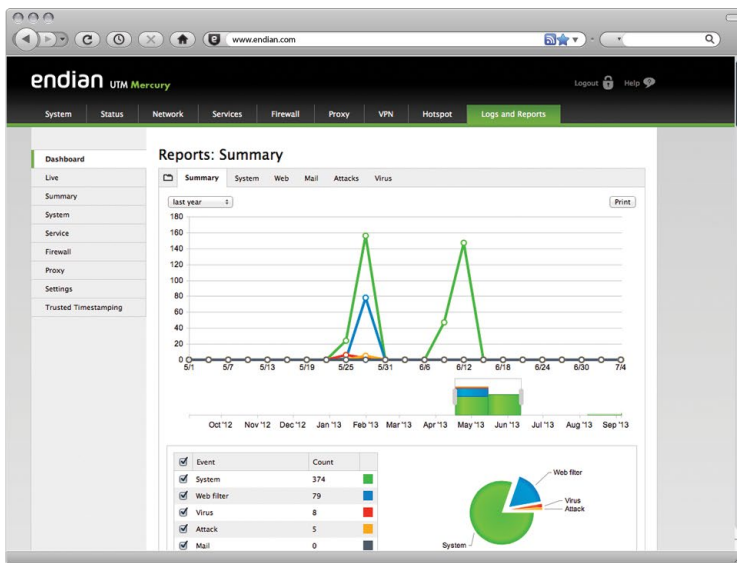 www.endian.com
endian UTM Mercury
Logout Help ?
System Status Network Services Firewall Proxy VPN Hotspot Logs and Reports
Dashboard
Live
Summary
System
Service
Firewall
Proxy
Settings
Trusted Timestamping
Reports: Summary
Summary System Web Mail Attacks Virus
last year Print
180
160
140
120
100
80
60
40
20
0
5/1 5/7 5/13 5/19 5/25 5/31 6/6 6/12 6/18 6/24 6/30 7/4
Oct '12 Nov '12 Dec '12 Jan '13 Feb '13 Mar '13 Apr '13 May '13 Jun '13 Jul '13 Aug '13 Sep '13
Event Count
System 374
Web filter 79
Virus 8
Attack 5
Mail 0
Web filter
Virus
Attack
System